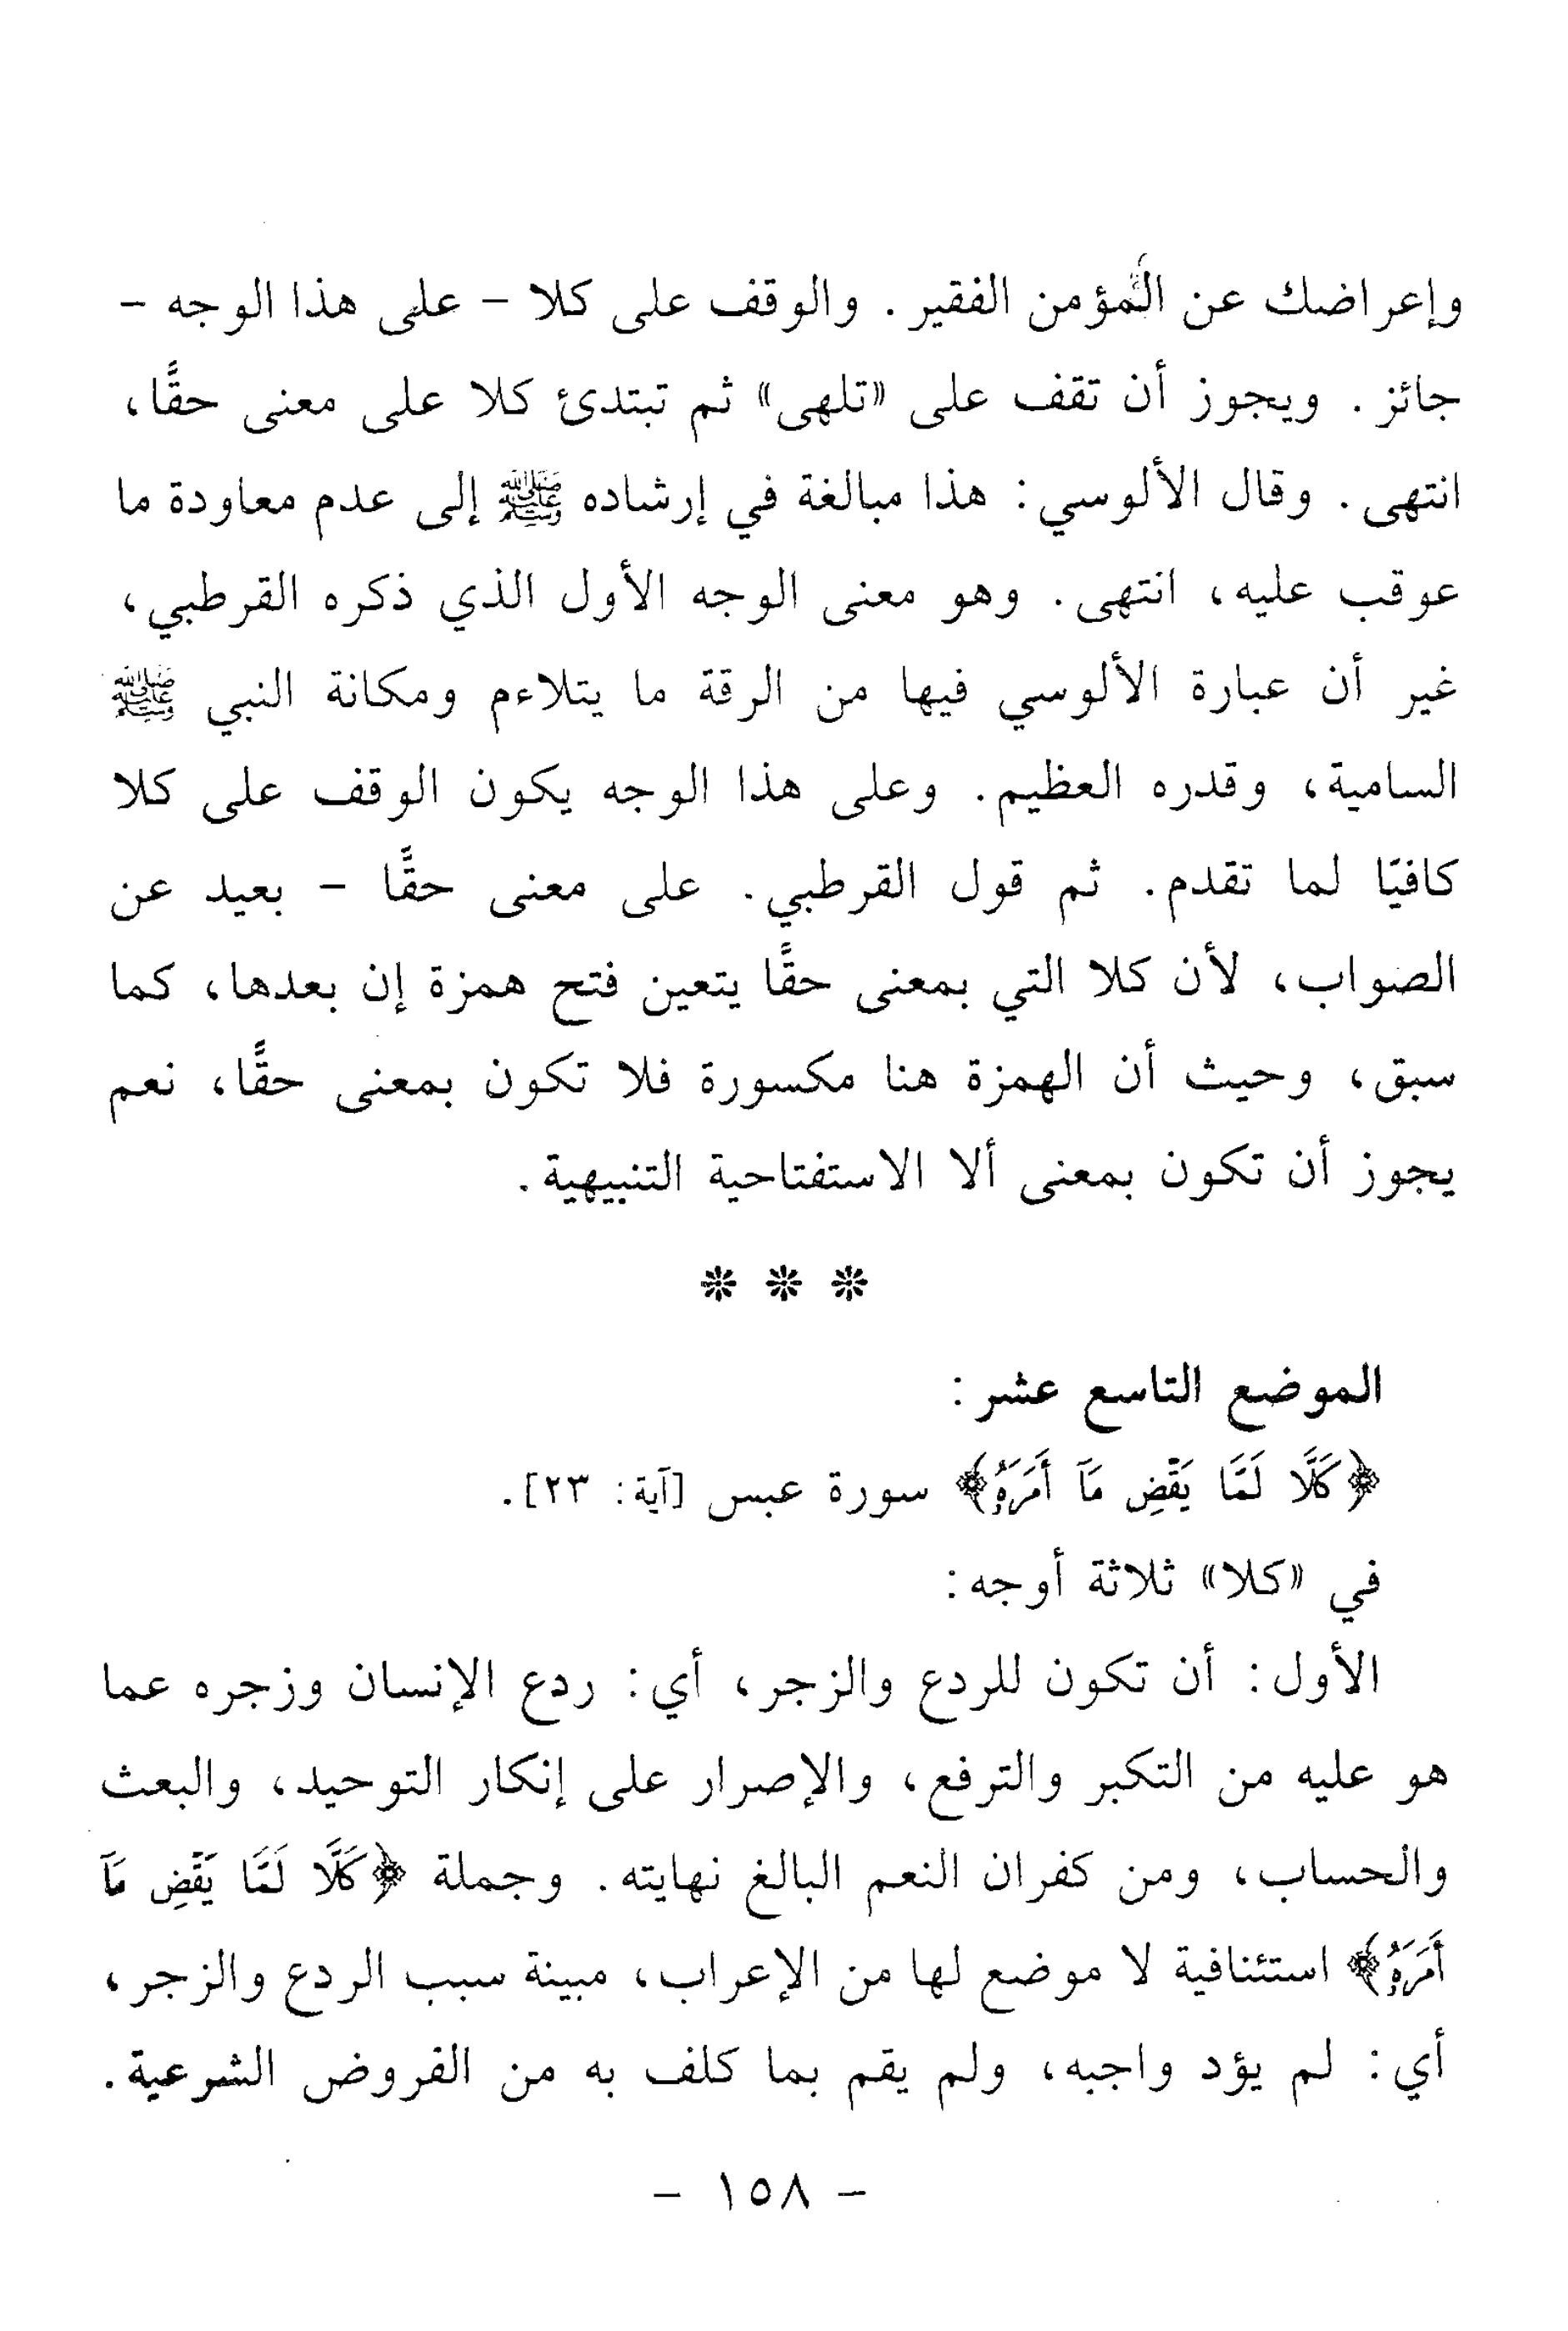 وإعراضك عن المؤمن الفقير. والوقف على كلا - على هذا الوجه -
جائز. ويجوز أن تقف على «تلهى» ثم تبتدئ كلا على معنى حقًّا،
انتهى. وقال الألوسي: هذا مبالغة في إرشاده ﷺ إلى عدم معاودة ما
عوقب عليه، انتهى. وهو معنى الوجه الأول الذي ذكره القرطبي،
غير أن عبارة الألوسي فيها من الرقة ما يتلاءم ومكانة النبي ﷺ
السامية، وقدره العظيم. وعلى هذا الوجه يكون الوقف على كلا
كافيًا لما تقدم. ثم قول القرطبي. على معنى حقًّا - بعيد عن
الصواب، لأن كلا التي بمعنى حقًّا يتعين فتح همزة إن بعدها، كما
سبق، وحيث أن الهمزة هنا مكسورة فلا تكون بمعنى حقًّا، نعم
يجوز أن تكون بمعنى ألا الاستفتاحية التنبيهية.
* * *
الموضع التاسع عشر:
﴿كَلَّا لَمَّا يَقْضِ مَآ أَمَرَهُۥ﴾ سورة عبس [آية: ٢٣].
في «كلا» ثلاثة أوجه:
الأول: أن تكون للردع والزجر، أي: ردع الإنسان وزجره عما
هو عليه من التكبر والترفع، والإصرار على إنكار التوحيد، والبعث
والحساب، ومن كفران النعم البالغ نهايته. وجملة ﴿كَلَّا لَمَّا يَقْضِ مَآ
أَمَرَهُۥ﴾ استئنافية لا موضع لها من الإعراب، مبينة سبب الردع والزجر،
أي: لم يؤد واجبه، ولم يقم بما كلف به من الفروض الشرعية.
- ١٥٨ -